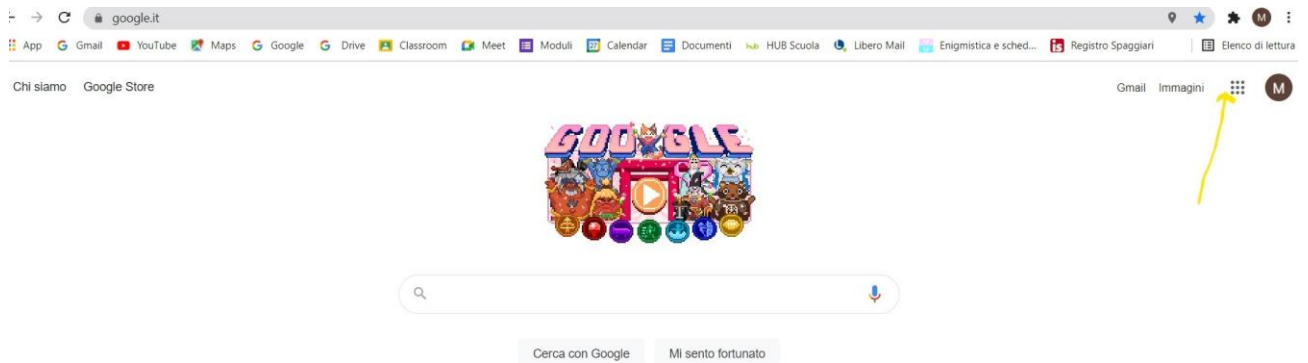 google.it
App Gmail YouTube Maps Google Drive Classroom Meet Moduli Calendar Documenti HUB Scuola Libero Mail Enigmistica e sched... Registro Spaggiari Elenco di lettura
Chi siamo Google Store Gmail Immagini M
GOOGLE
Cerca con Google Mi sento fortunato